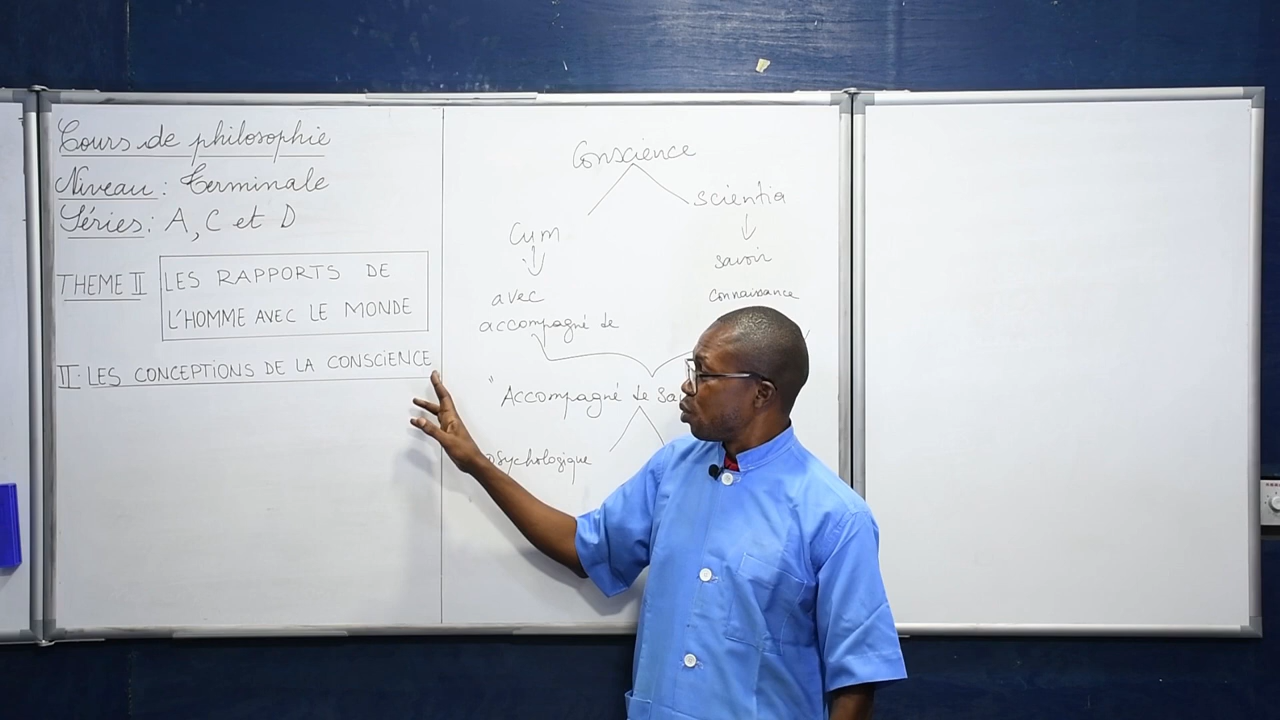 Cours de philosophie
Niveau : Terminale
Séries : A, C et D
THEME II LES RAPPORTS DE
L'HOMME AVEC LE MONDE
II. LES CONCEPTIONS DE LA CONSCIENCE
Conscience
scientia
Cum
savoir
avec
connaissance
accompagné de
"Accompagné de sa
psychologique